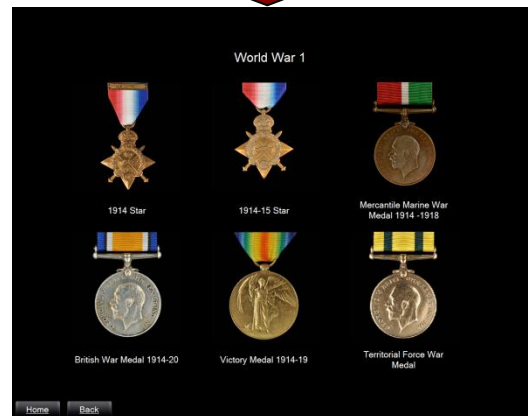 World War 1
1914 Star
1914-15 Star
Mercantile Marine War
Medal 1914 -1918
British War Medal 1914-20
Victory Medal 1914-19
Territorial Force War
Medal
Home
Back